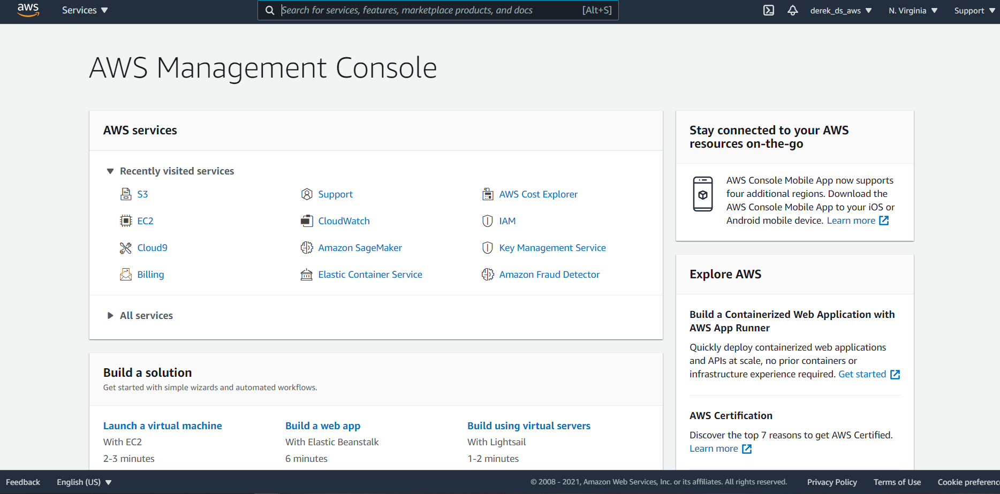 aws
Services
Search for services, features, marketplace products, and docs
[Alt+S]
derek_ds_aws
N. Virginia
Support
AWS Management Console
AWS services
Recently visited services
S3
Support
AWS Cost Explorer
EC2
CloudWatch
IAM
Cloud9
Amazon SageMaker
Key Management Service
Billing
Elastic Container Service
Amazon Fraud Detector
All services
Build a solution
Get started with simple wizards and automated workflows.
Launch a virtual machine
With EC2
2-3 minutes
Build a web app
With Elastic Beanstalk
6 minutes
Build using virtual servers
With Lightsail
1-2 minutes
Stay connected to your AWS
resources on-the-go
AWS Console Mobile App now supports
four additional regions. Download the
AWS Console Mobile App to your iOS or
Android mobile device. Learn more
Explore AWS
Build a Containerized Web Application with
AWS App Runner
Quickly deploy containerized web applications
and APIs at scale, no prior containers or
infrastructure experience required. Get started
AWS Certification
Discover the top 7 reasons to get AWS Certified.
Learn more
Feedback
English (US)
© 2008 - 2021, Amazon Web Services, Inc. or its affiliates. All rights reserved.
Privacy Policy
Terms of Use
Cookie preferenc